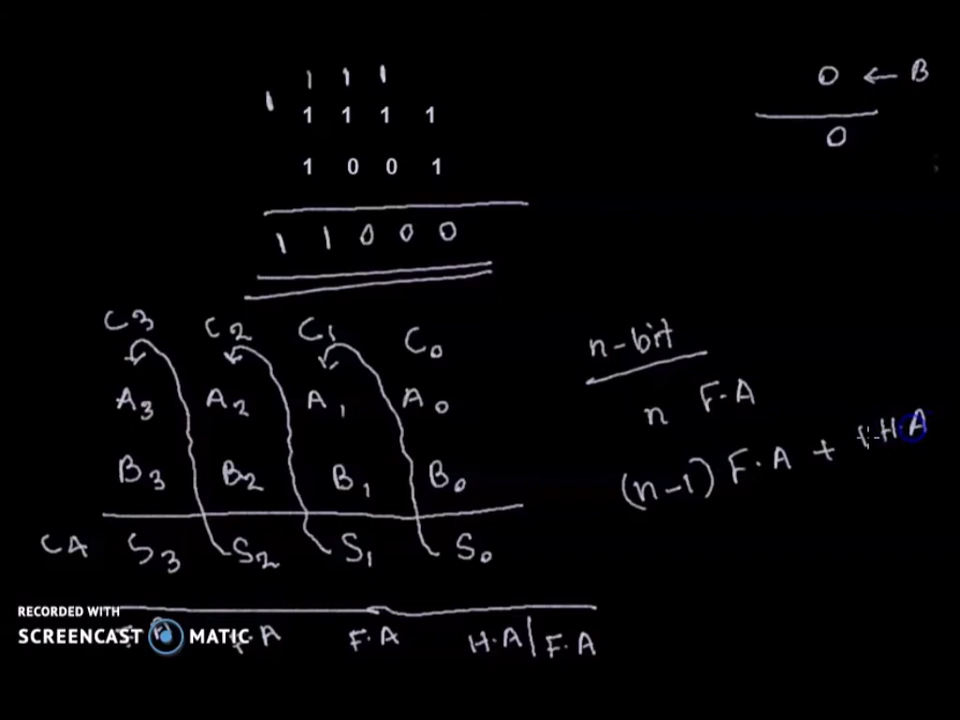 1 1 1
0 ← B
1
1 1 1 1
0
1 0 0 1
1 1 0 0 0
C3 C2 C1 C0
n-bit
A3 A2 A1 A0
n F.A
B3 B2 B1 B0
(n-1) F.A + 1 H.A
CA S3 S2 S1 S0
RECORDED WITH
SCREENCAST MATIC
F.A H.A/F.A